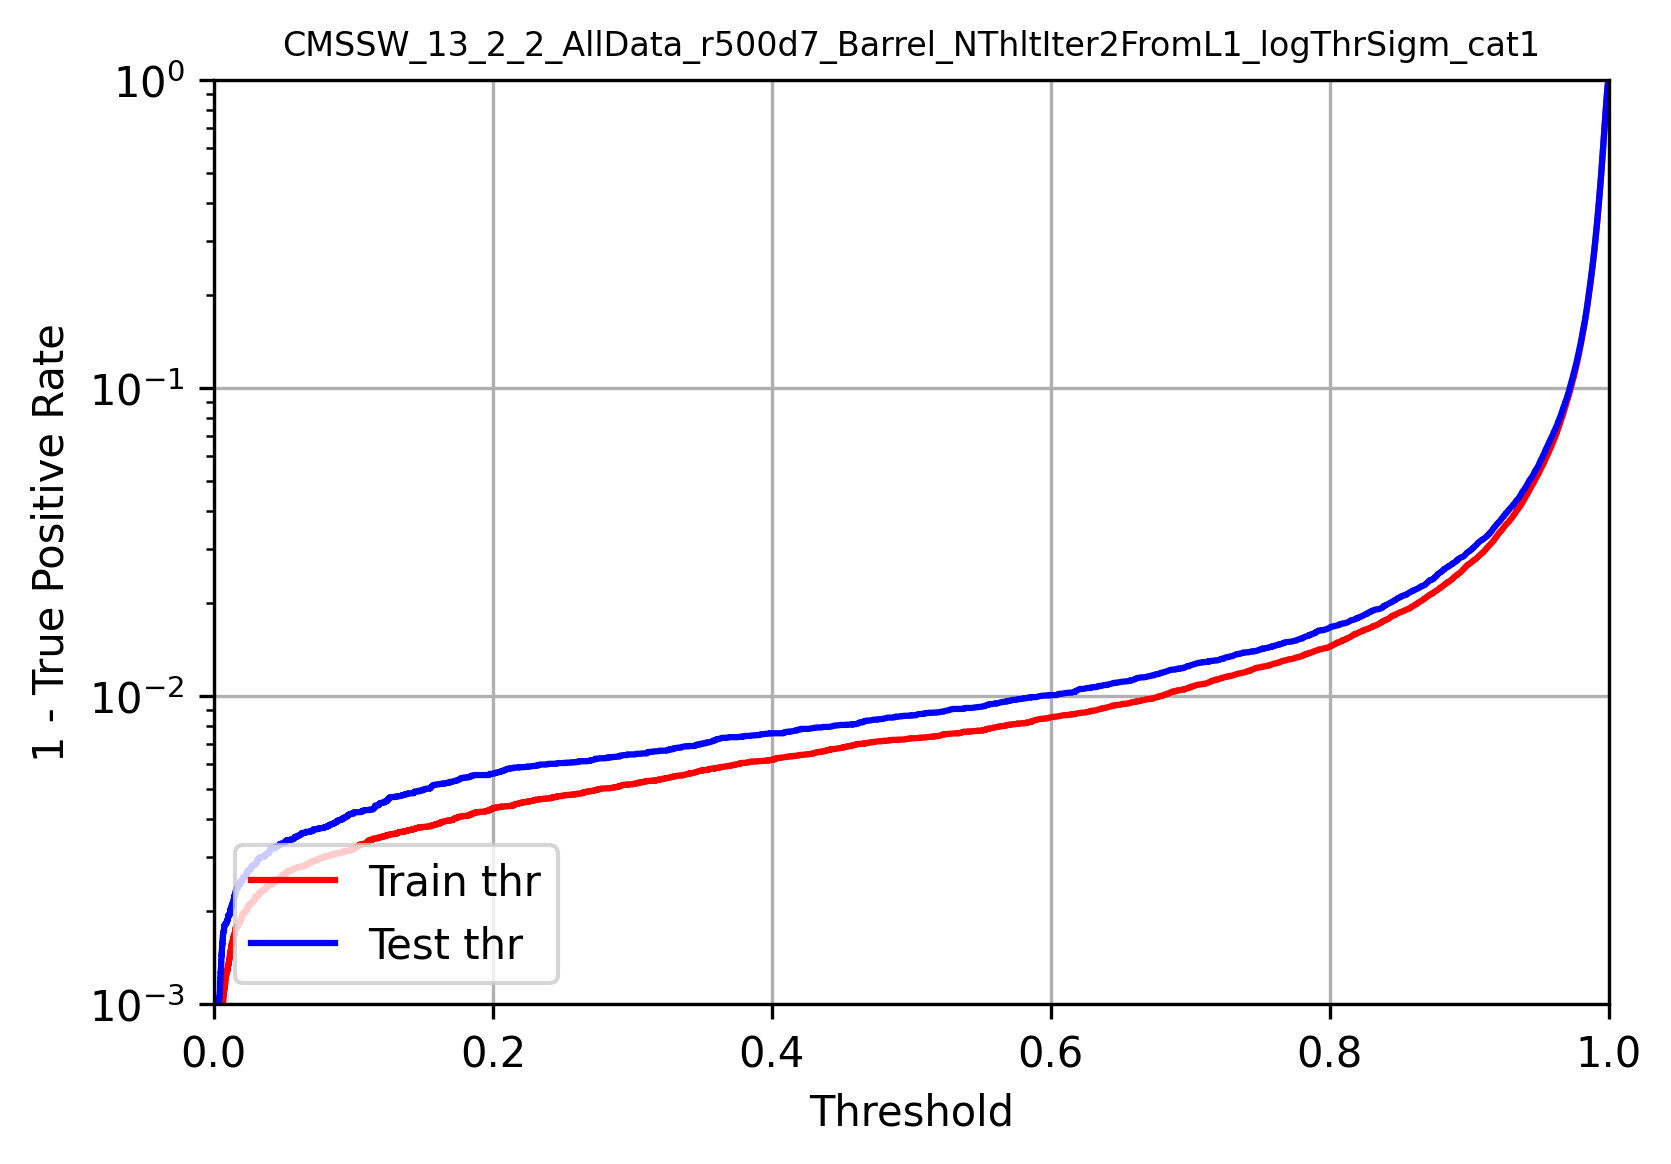 CMSSW_13_2_2_AllData_r500d7_Barrel_NThltIter2FromL1_logThrSigm_cat1
10⁰
10⁻¹
10⁻²
10⁻³
1 - True Positive Rate
Train thr
Test thr
0.0 0.2 0.4 0.6 0.8 1.0
Threshold